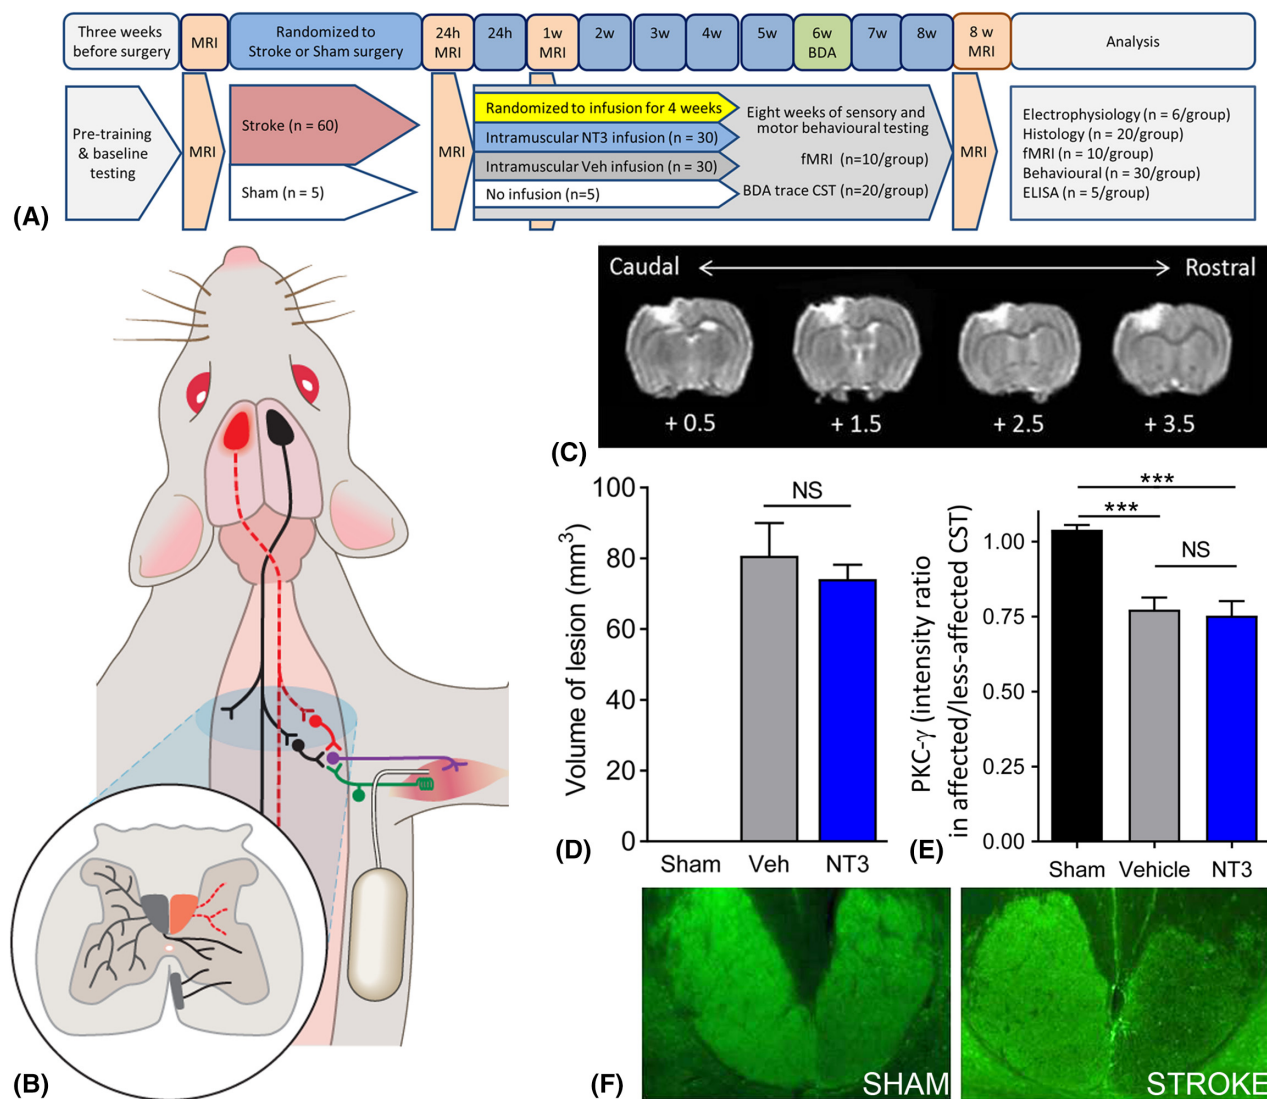 Three weeks
before surgery
MRI
Randomized to
Stroke or Sham surgery
24h
MRI
24h
1w
MRI
2w
3w
4w
5w
6w
BDA
7w
8w
8 w
MRI
Analysis
Pre-training
& baseline
testing
MRI
Stroke (n = 60)
Sham (n = 5)
MRI
Randomized to infusion for 4 weeks
Intramuscular NT3 infusion (n = 30)
Intramuscular Veh infusion (n = 30)
No infusion (n=5)
Eight weeks of sensory and
motor behavioural testing
fMRI (n=10/group)
BDA trace CST (n=20/group)
MRI
Electrophysiology (n = 6/group)
Histology (n = 20/group)
fMRI (n = 10/group)
Behavioural (n = 30/group)
ELISA (n = 5/group)
(A)
(B)
Caudal
Rostral
+ 0.5
+ 1.5
+ 2.5
+ 3.5
(C)
Volume of lesion (mm³)
100
80
60
40
20
0
NS
Sham
Veh
NT3
(D)
PKC-γ (intensity ratio
in affected/less-affected CST)
1.00
0.75
0.50
0.25
0.00
***
***
NS
Sham
Vehicle
NT3
(E)
SHAM
STROKE
(F)